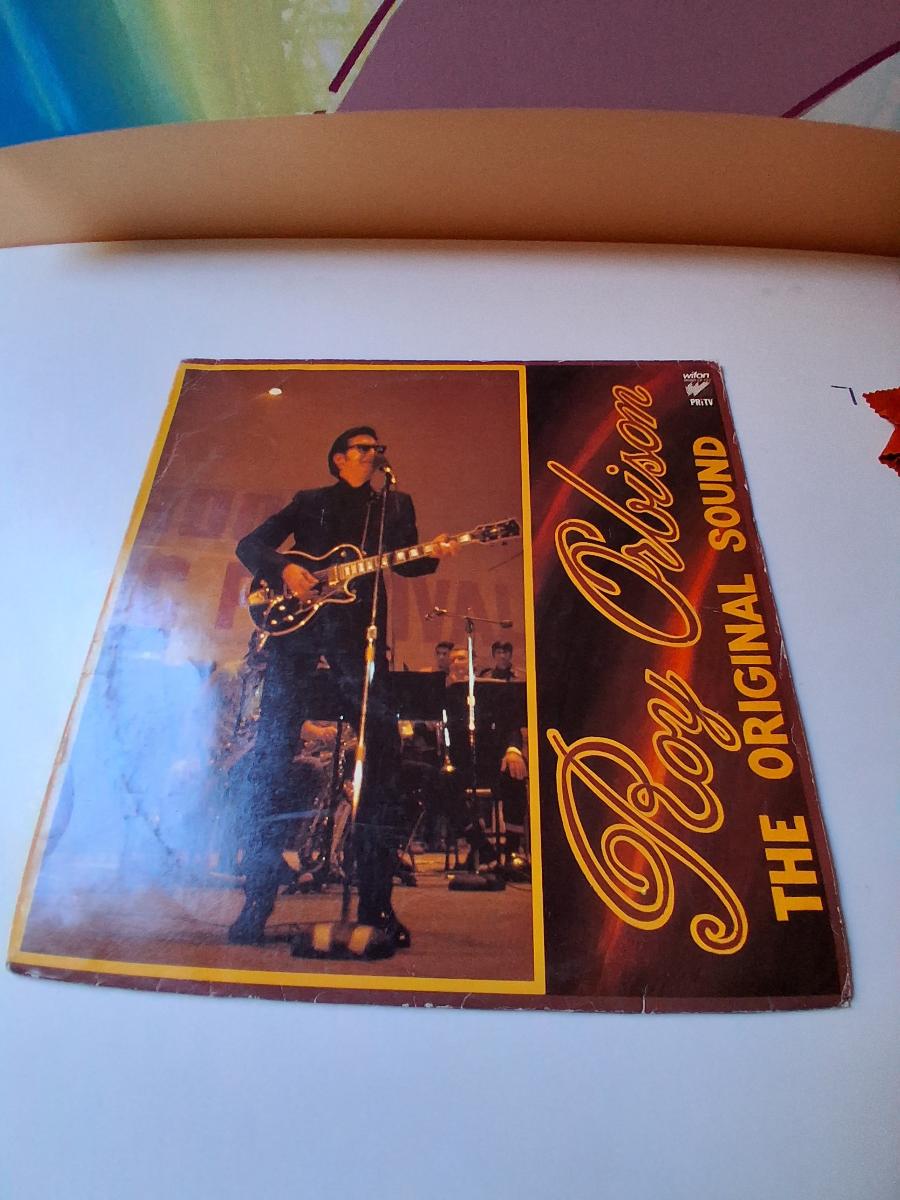 wifon
PRiTV
Roy Orbison
THE ORIGINAL SOUND